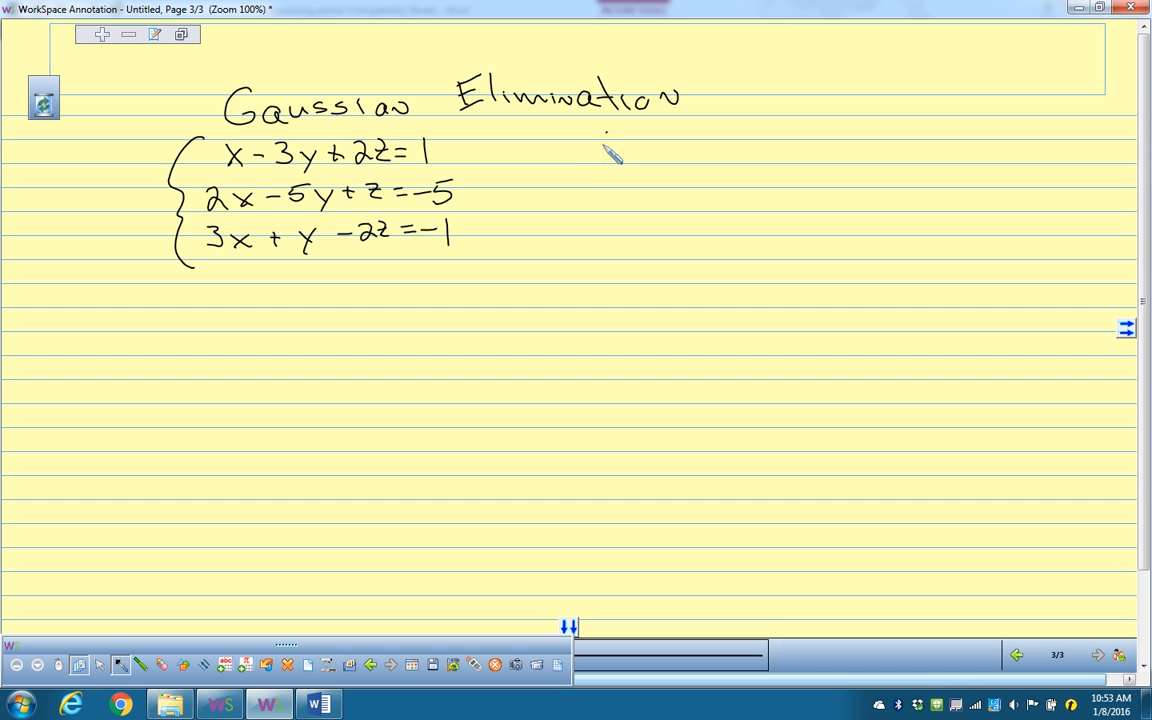 WorkSpace Annotation - Untitled, Page 3/3 (Zoom 100%) *
Gaussian Elimination
x - 3y + 2z = 1
2x - 5y + z = -5
3x + y - 2z = -1
WS
3/3
10:53 AM
1/8/2016